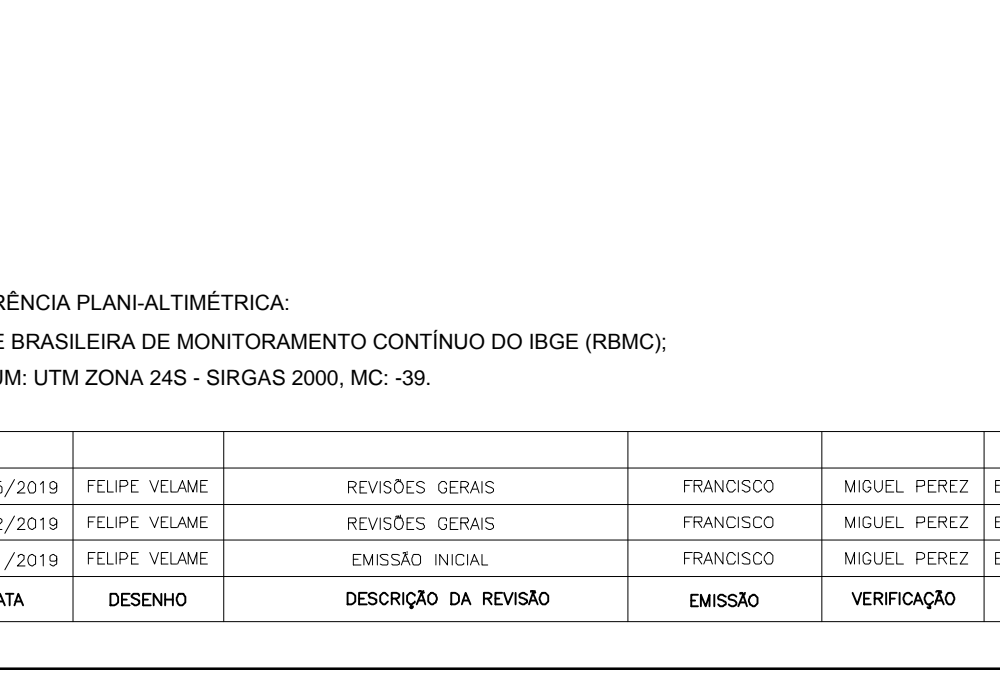 RÊNCIA PLANI-ALTIMÉTRICA:
E BRASILEIRA DE MONITORAMENTO CONTÍNUO DO IBGE (RBMC);
UM: UTM ZONA 24S - SIRGAS 2000, MC: -39.
/2019 FELIPE VELAME REVISÕES GERAIS FRANCISCO MIGUEL PEREZ E
2/2019 FELIPE VELAME REVISÕES GERAIS FRANCISCO MIGUEL PEREZ E
/2019 FELIPE VELAME EMISSÃO INICIAL FRANCISCO MIGUEL PEREZ E
ATA DESENHO DESCRIÇÃO DA REVISÃO EMISSÃO VERIFICAÇÃO